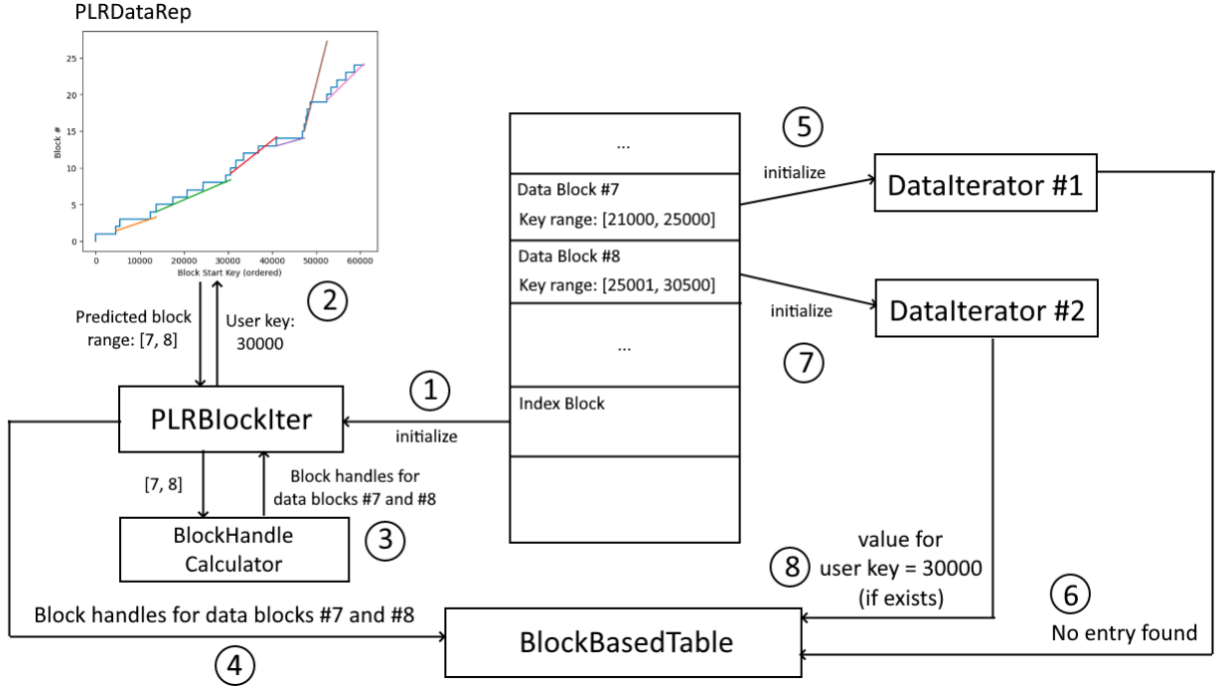 PLRDataRep
25
20
15
10
5
0
Block #
0 10000 20000 30000 40000 50000 60000
Block Start Key (ordered)
2
Predicted block
range: [7, 8]
User key:
30000
PLRBlockIter
1
initialize
[7, 8]
Block handles for
data blocks #7 and #8
BlockHandle
Calculator
3
Block handles for data blocks #7 and #8
4
...
Data Block #7
Key range: [21000, 25000]
Data Block #8
Key range: [25001, 30500]
...
Index Block
5
initialize
DataIterator #1
initialize
DataIterator #2
7
8
value for
user key = 30000
(if exists)
6
No entry found
BlockBasedTable